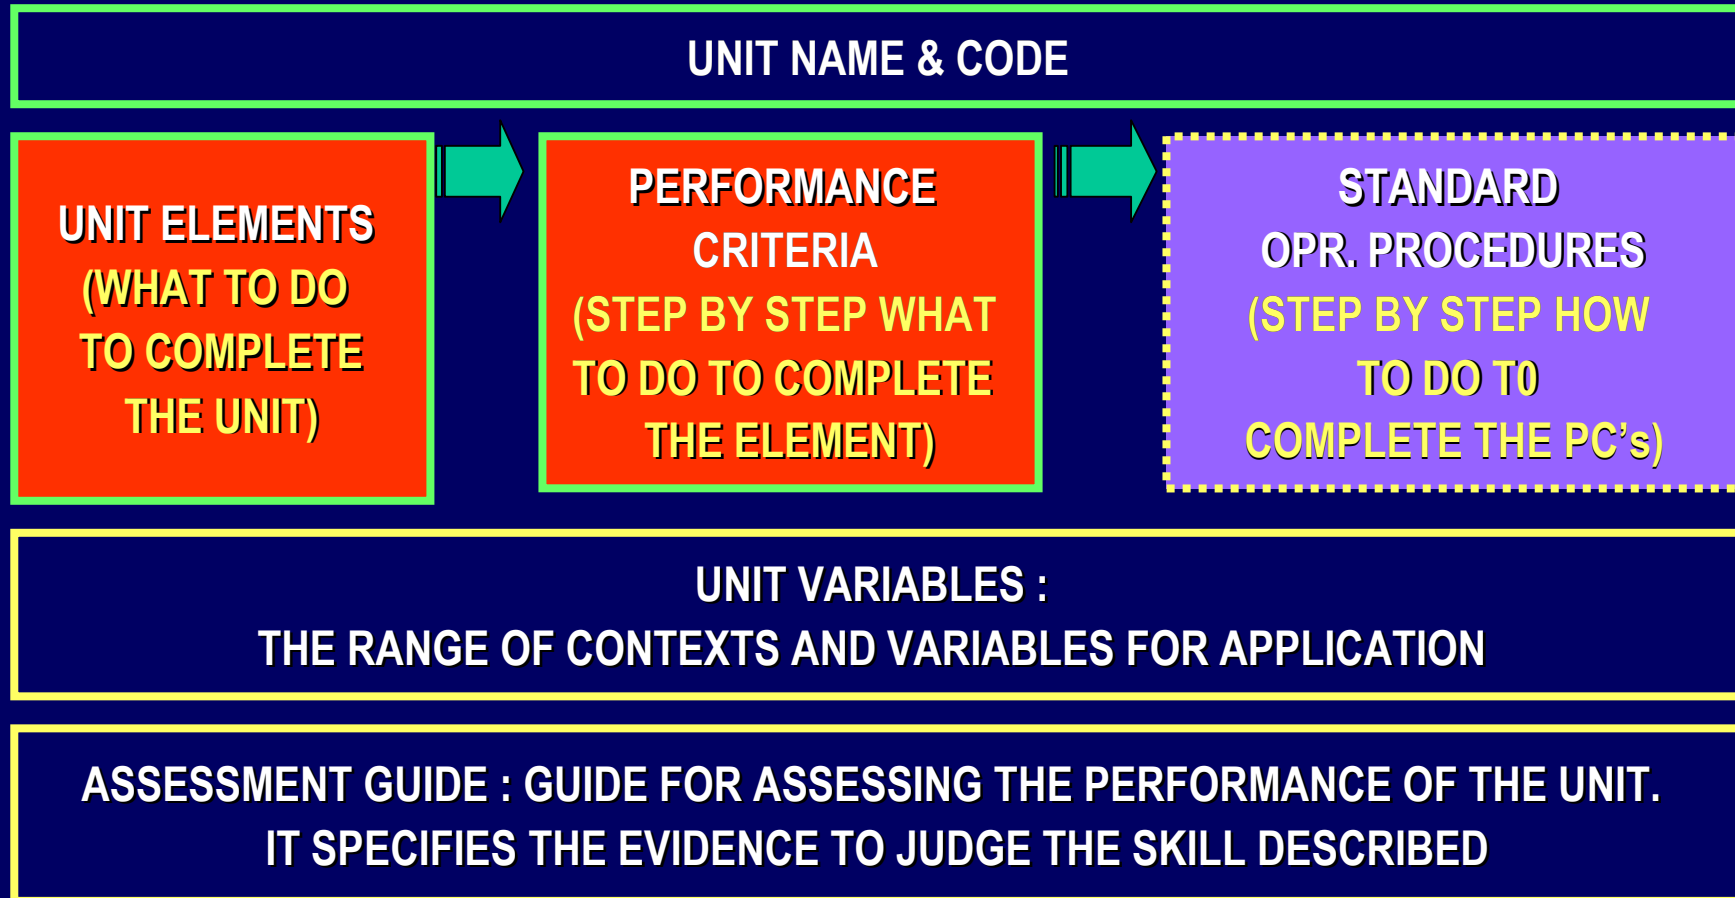 UNIT NAME & CODE
UNIT ELEMENTS
(WHAT TO DO
TO COMPLETE
THE UNIT)
PERFORMANCE
CRITERIA
(STEP BY STEP WHAT
TO DO TO COMPLETE
THE ELEMENT)
STANDARD
OPR. PROCEDURES
(STEP BY STEP HOW
TO DO T0
COMPLETE THE PC’s)
UNIT VARIABLES :
THE RANGE OF CONTEXTS AND VARIABLES FOR APPLICATION
ASSESSMENT GUIDE : GUIDE FOR ASSESSING THE PERFORMANCE OF THE UNIT.
IT SPECIFIES THE EVIDENCE TO JUDGE THE SKILL DESCRIBED